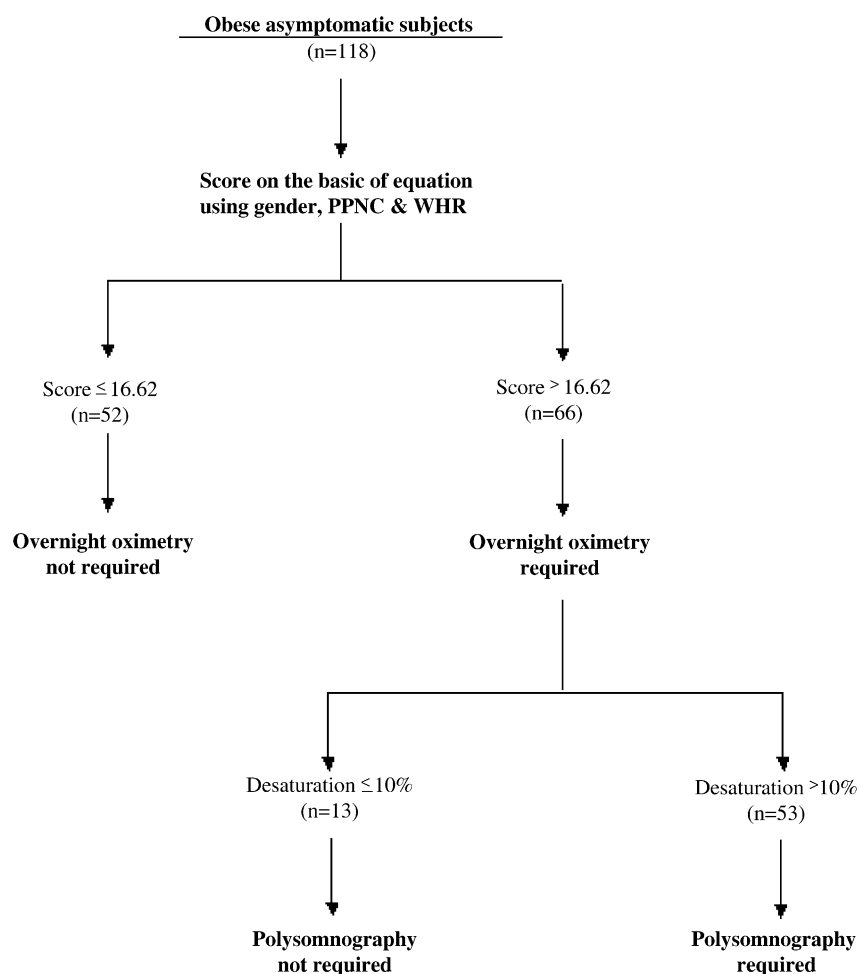 Obese asymptomatic subjects
(n=118)
Score on the basic of equation
using gender, PPNC & WHR
Score ≤ 16.62
(n=52)
Score > 16.62
(n=66)
Overnight oximetry
not required
Overnight oximetry
required
Desaturation ≤10%
(n=13)
Desaturation >10%
(n=53)
Polysomnography
not required
Polysomnography
required